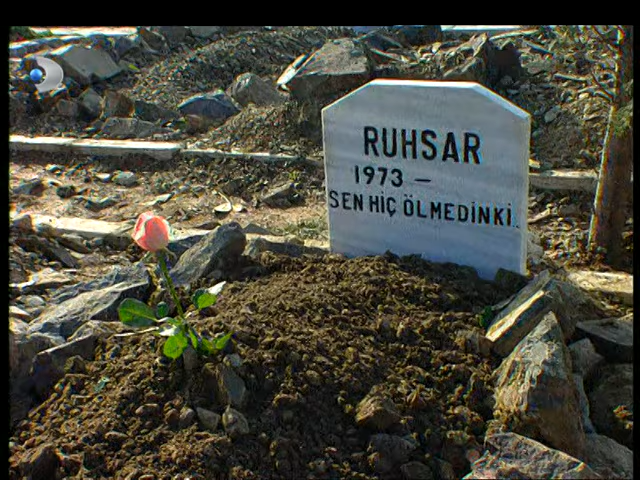 RUHSAR
1973 –
SEN HİÇ ÖLMEDİNKİ..